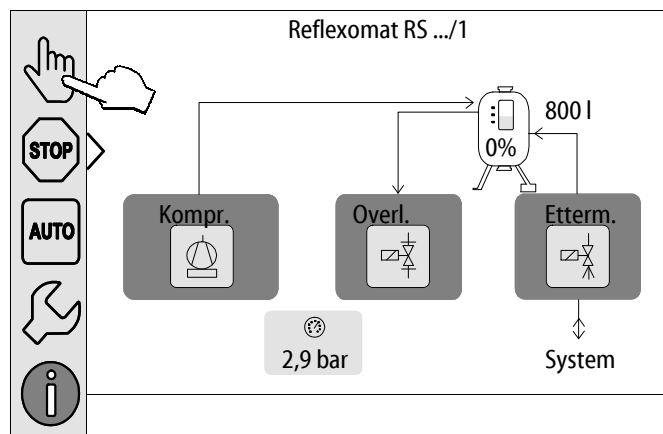 Reflexomat RS .../1
800 l
STOP
0%
AUTO
Kompr.
Overl.
Etterm.
2,9 bar
System
i